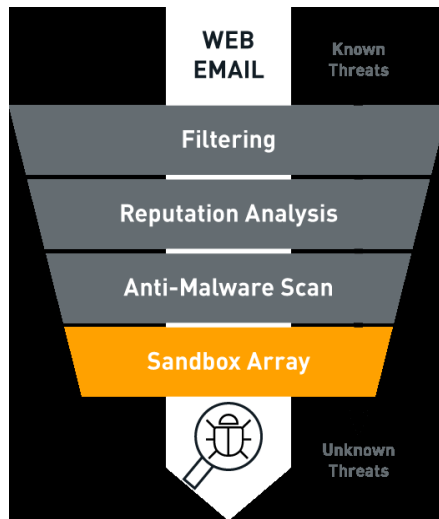 WEB
EMAIL
Known
Threats
Filtering
Reputation Analysis
Anti-Malware Scan
Sandbox Array
Unknown
Threats